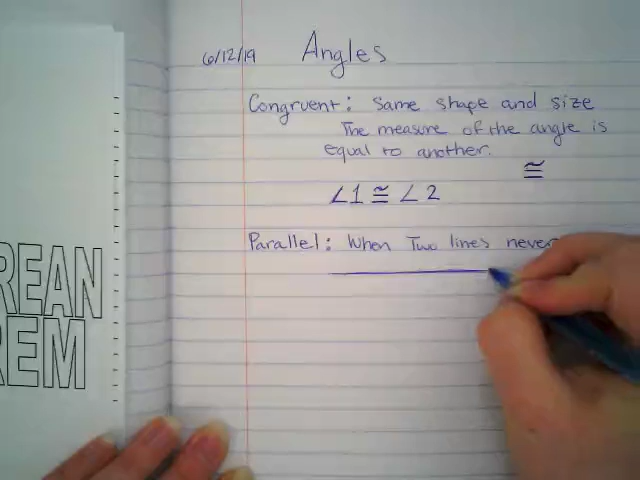 6/12/19 Angles
Congruent: same shape and size
The measure of the angle is
equal to another.
≅
∠1 ≅ ∠2
Parallel: When Two lines never
REAN
REM